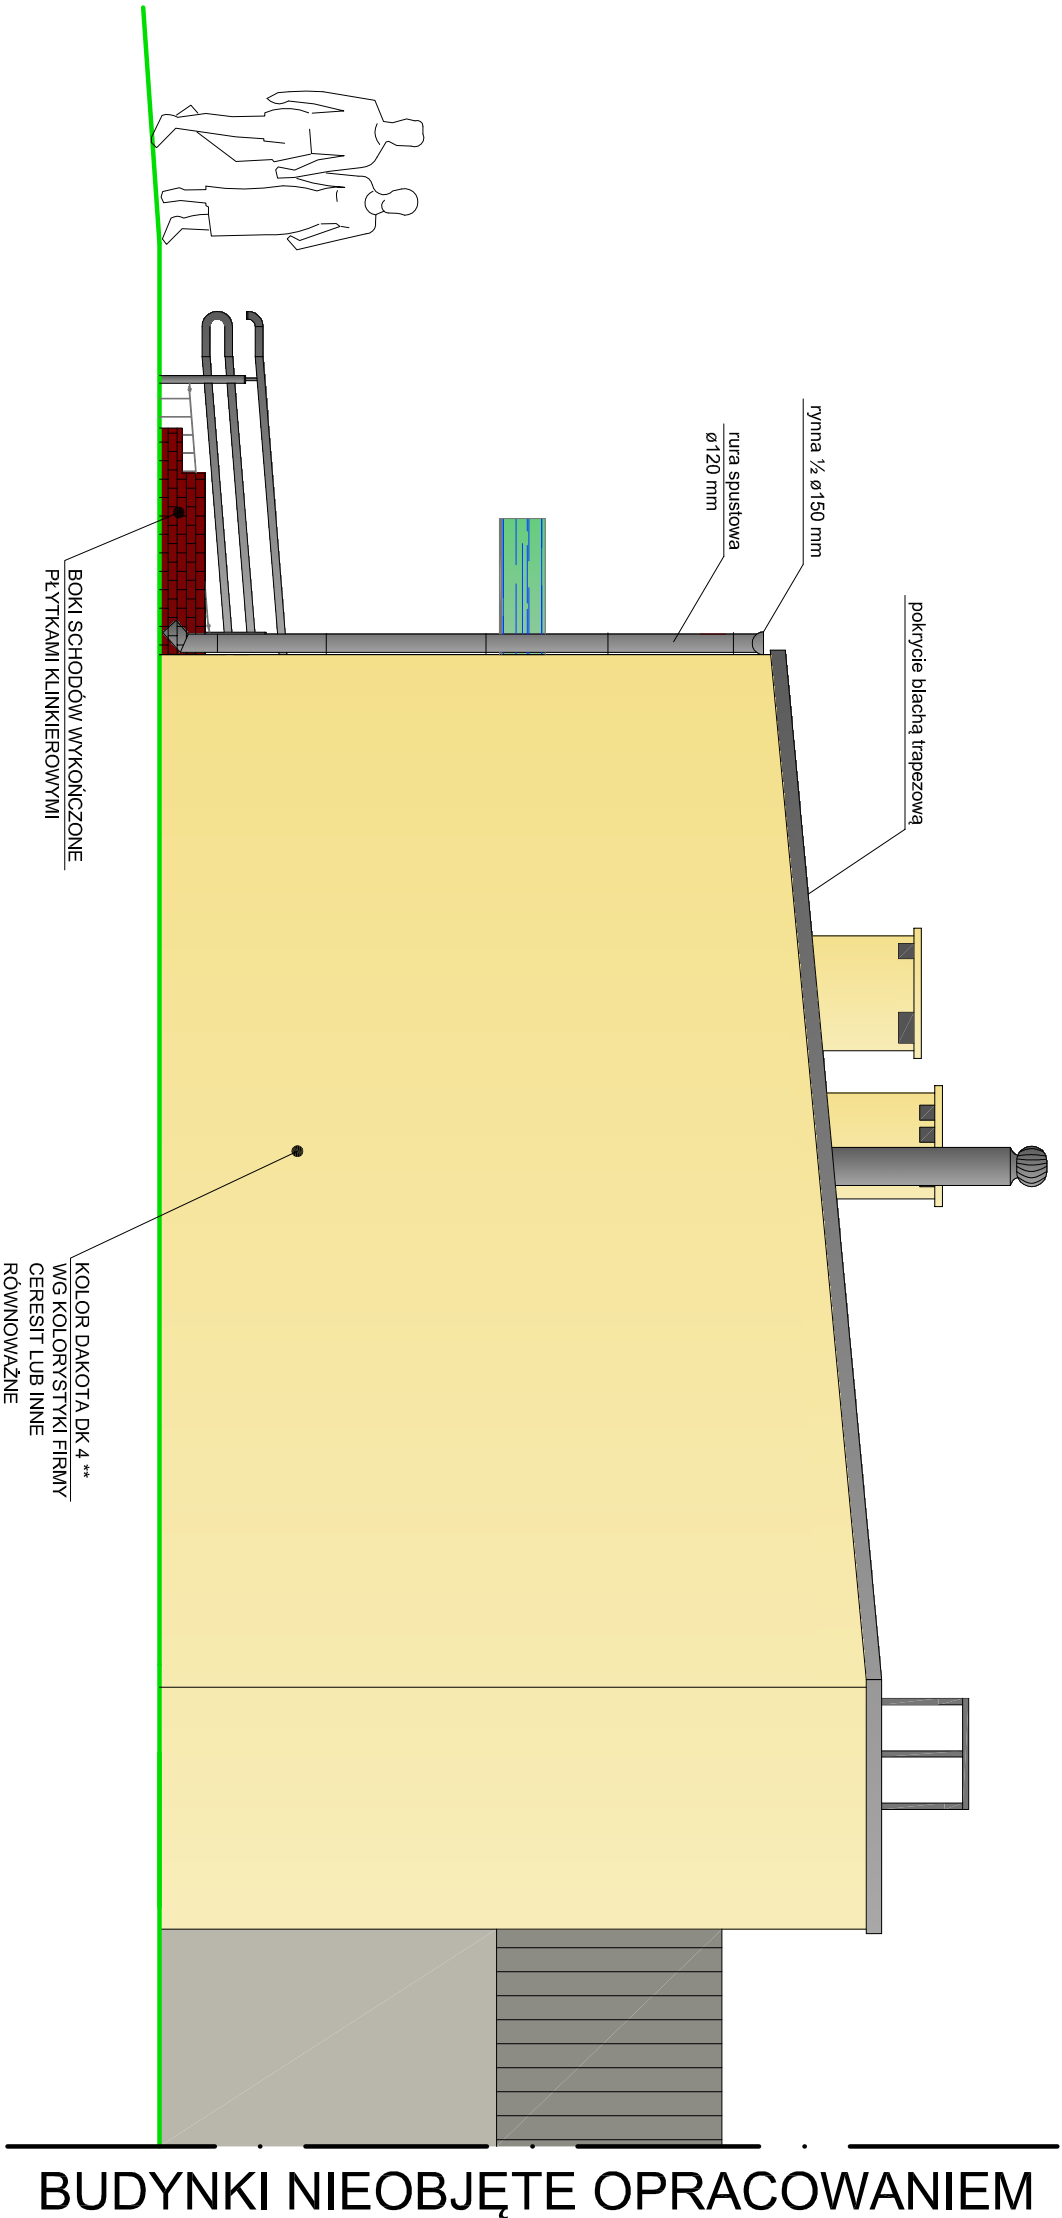 rynna ½ ø150 mm
rura spustowa
ø120 mm
pokrycie blachą trapezową
BOKI SCHODÓW WYKOŃCZONE
PŁYTKAMI KLINKIEROWYMI
KOLOR DAKOTA DK 4 **
WG KOLORYSTYKI FIRMY
CERESIT LUB INNE
RÓWNOWAŻNE
BUDYNKI NIEOBJĘTE OPRACOWANIEM